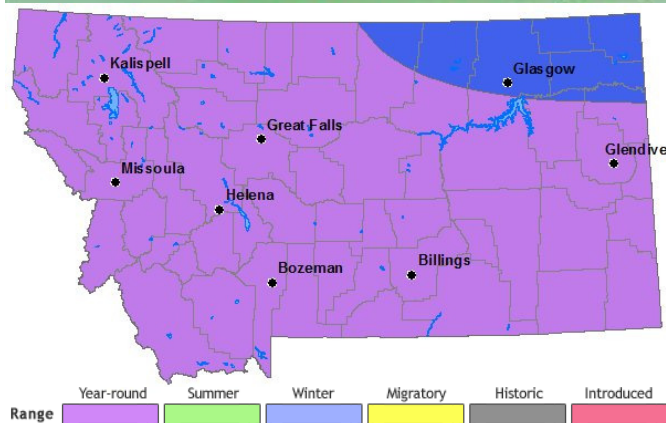 Kalispell
Glasgow
Great Falls
Glendive
Missoula
Helena
Billings
Bozeman
Year-round Summer Winter Migratory Historic Introduced
Range